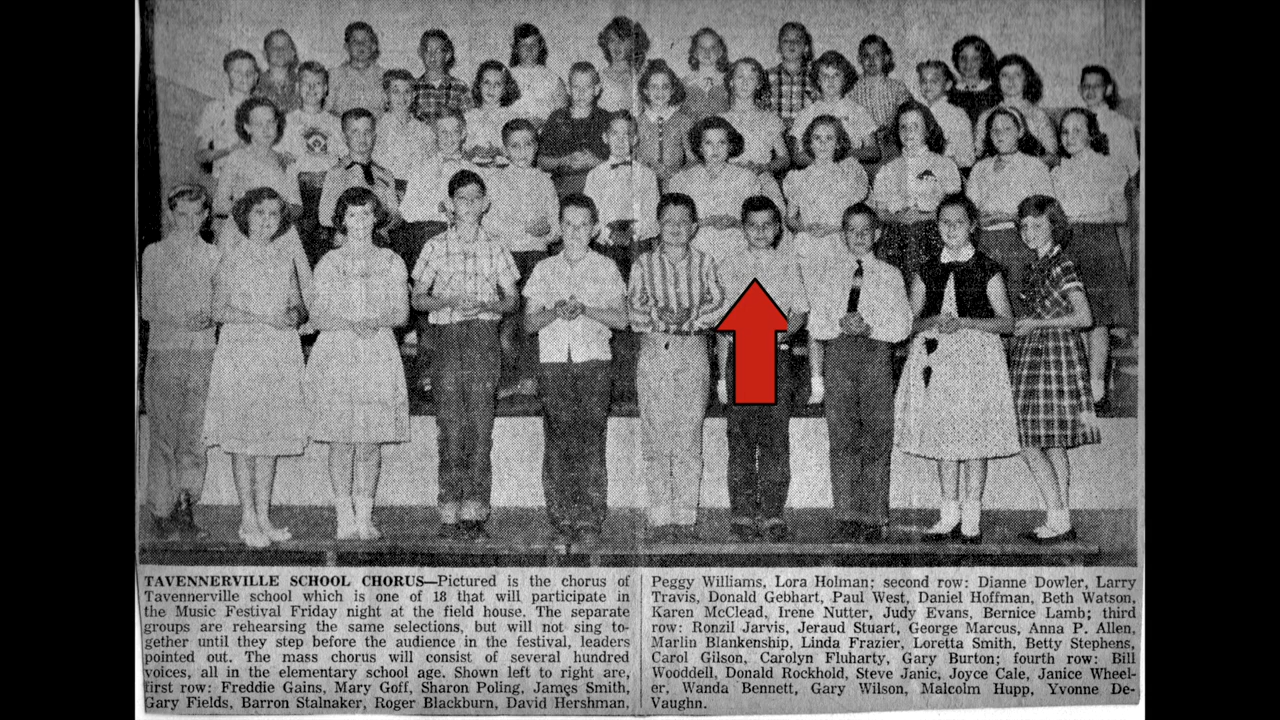 TAVENNERVILLE SCHOOL CHORUS—Pictured is the chorus of
Tavennerville school which is one of 18 that will participate in
the Music Festival Friday night at the field house. The separate
groups are rehearsing the same selections, but will not sing to-
gether until they step before the audience in the festival, leaders
pointed out. The mass chorus will consist of several hundred
voices, all in the elementary school age. Shown left to right are,
first row: Freddie Gains, Mary Goff, Sharon Poling, James Smith,
Gary Fields, Barron Stalnaker, Roger Blackburn, David Hershman,
Peggy Williams, Lora Holman; second row: Dianne Dowler, Larry
Travis, Donald Gebhart, Paul West, Daniel Hoffman, Beth Watson,
Karen McClead, Irene Nutter, Judy Evans, Bernice Lamb; third
row: Ronzil Jarvis, Jeraud Stuart, George Marcus, Anna P. Allen,
Marlin Blankenship, Linda Frazier, Loretta Smith, Betty Stephens,
Carol Gilson, Carolyn Fluharty, Gary Burton; fourth row: Bill
Wooddell, Donald Rockhold, Steve Janic, Joyce Cale, Janice Wheel-
er, Wanda Bennett, Gary Wilson, Malcolm Hupp, Yvonne De-
Vaughn.